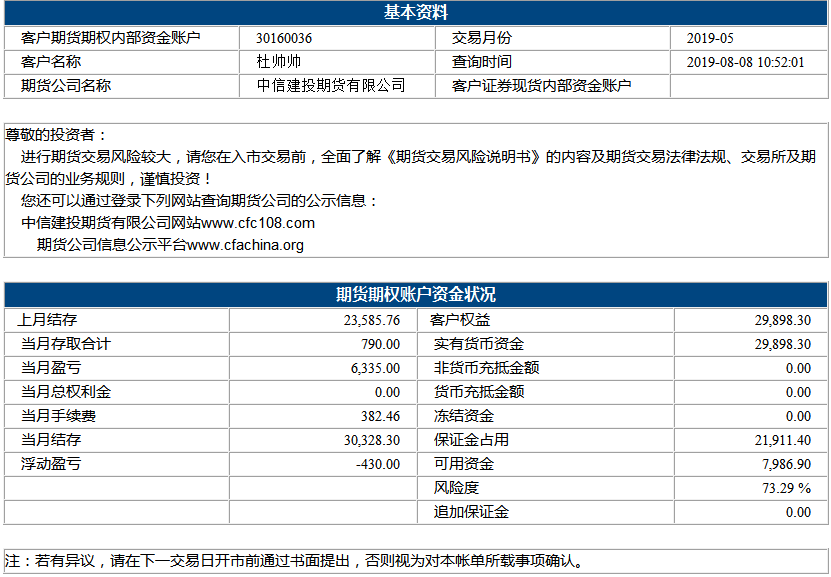 基本资料
客户期货期权内部资金账户 30160036 交易月份 2019-05
客户名称 杜帅帅 查询时间 2019-08-08 10:52:01
期货公司名称 中信建投期货有限公司 客户证券现货内部资金账户
尊敬的投资者：
进行期货交易风险较大，请您在入市交易前，全面了解《期货交易风险说明书》的内容及期货交易法律法规、交易所及期
货公司的业务规则，谨慎投资！
您还可以通过登录下列网站查询期货公司的公示信息：
中信建投期货有限公司网站www.cfc108.com
期货公司信息公示平台www.cfachina.org
期货期权账户资金状况
上月结存 23,585.76 客户权益 29,898.30
当月存取合计 790.00 实有货币资金 29,898.30
当月盈亏 6,335.00 非货币充抵金额 0.00
当月总权利金 0.00 货币充抵金额 0.00
当月手续费 382.46 冻结资金 0.00
当月结存 30,328.30 保证金占用 21,911.40
浮动盈亏 -430.00 可用资金 7,986.90
风险度 73.29 %
追加保证金 0.00
注：若有异议，请在下一交易日开市前通过书面提出，否则视为对本帐单所载事项确认。